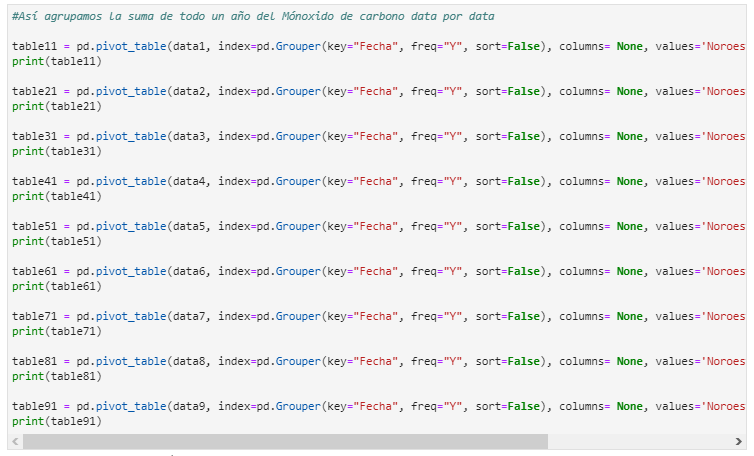 #Así agrupamos la suma de todo un año del Mónoxido de carbono data por data
table11 = pd.pivot_table(data1, index=pd.Grouper(key="Fecha", freq="Y", sort=False), columns= None, values='Noroes
print(table11)
table21 = pd.pivot_table(data2, index=pd.Grouper(key="Fecha", freq="Y", sort=False), columns= None, values='Noroes
print(table21)
table31 = pd.pivot_table(data3, index=pd.Grouper(key="Fecha", freq="Y", sort=False), columns= None, values='Noroes
print(table31)
table41 = pd.pivot_table(data4, index=pd.Grouper(key="Fecha", freq="Y", sort=False), columns= None, values='Noroes
print(table41)
table51 = pd.pivot_table(data5, index=pd.Grouper(key="Fecha", freq="Y", sort=False), columns= None, values='Noroes
print(table51)
table61 = pd.pivot_table(data6, index=pd.Grouper(key="Fecha", freq="Y", sort=False), columns= None, values='Noroes
print(table61)
table71 = pd.pivot_table(data7, index=pd.Grouper(key="Fecha", freq="Y", sort=False), columns= None, values='Noroes
print(table71)
table81 = pd.pivot_table(data8, index=pd.Grouper(key="Fecha", freq="Y", sort=False), columns= None, values='Noroes
print(table81)
table91 = pd.pivot_table(data9, index=pd.Grouper(key="Fecha", freq="Y", sort=False), columns= None, values='Noroes
print(table91)